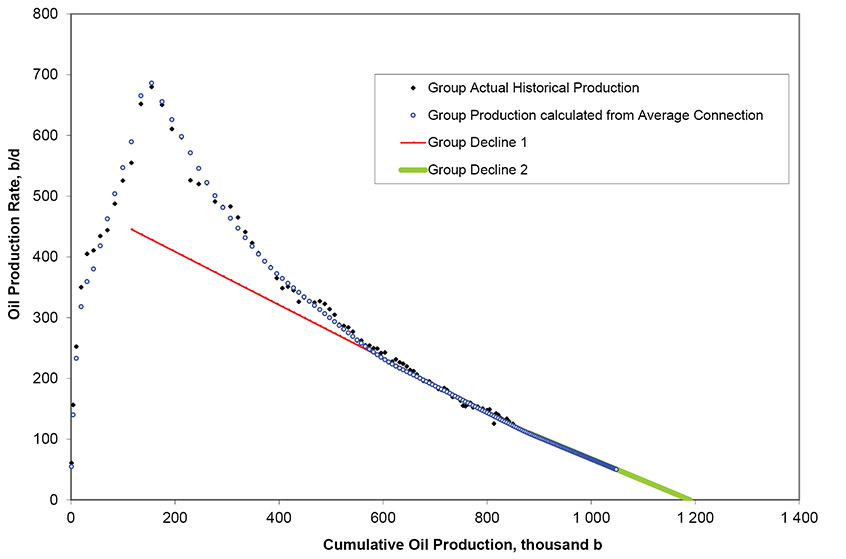 800
700
600
500
400
300
200
100
0
Oil Production Rate, b/d
Group Actual Historical Production
Group Production calculated from Average Connection
Group Decline 1
Group Decline 2
0 200 400 600 800 1 000 1 200 1 400
Cumulative Oil Production, thousand b